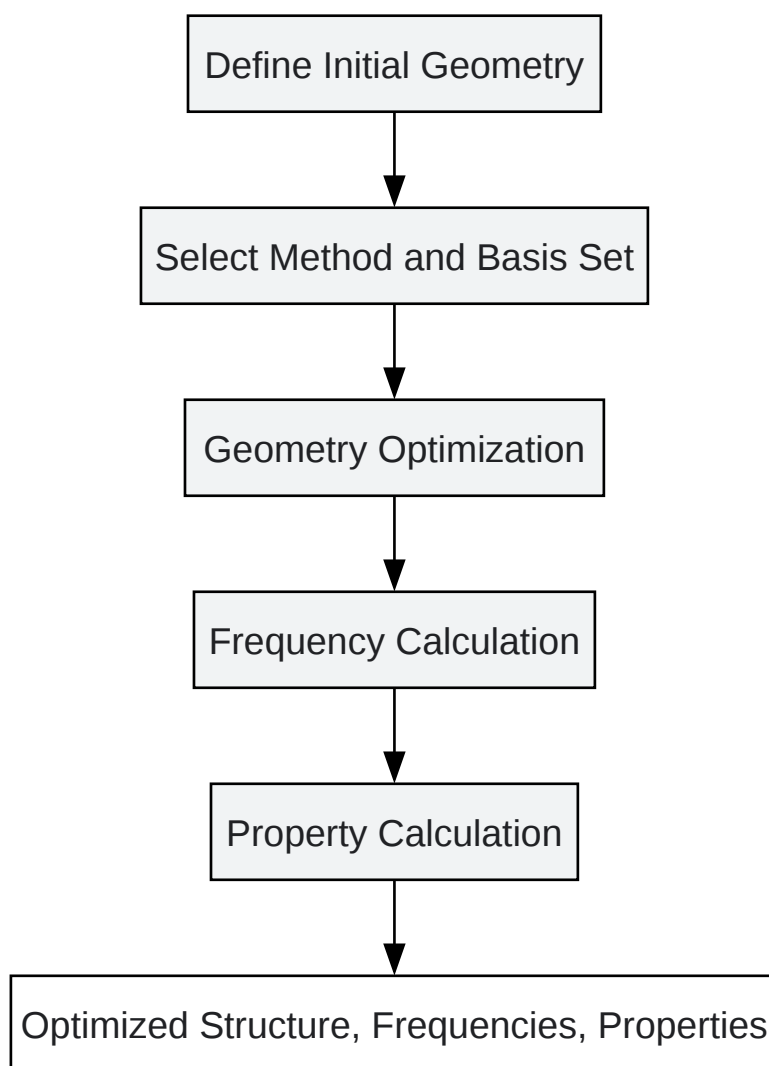 Define Initial Geometry
Select Method and Basis Set
Geometry Optimization
Frequency Calculation
Property Calculation
Optimized Structure, Frequencies, Properties